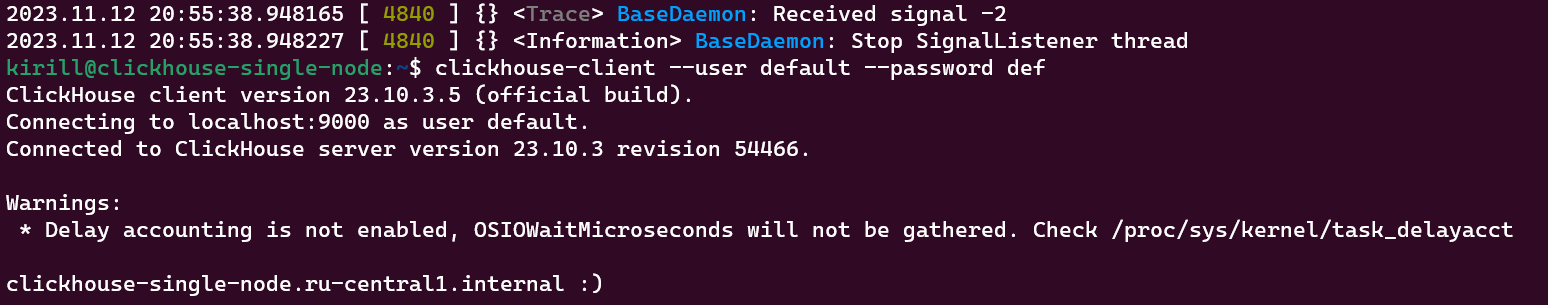 2023.11.12 20:55:38.948165 [ 4840 ] {} <Trace> BaseDaemon: Received signal -2
2023.11.12 20:55:38.948227 [ 4840 ] {} <Information> BaseDaemon: Stop SignalListener thread
kirill@clickhouse-single-node:~$ clickhouse-client --user default --password def
ClickHouse client version 23.10.3.5 (official build).
Connecting to localhost:9000 as user default.
Connected to ClickHouse server version 23.10.3 revision 54466.
Warnings:
* Delay accounting is not enabled, OSIOWaitMicroseconds will not be gathered. Check /proc/sys/kernel/task_delayacct
clickhouse-single-node.ru-central1.internal :)